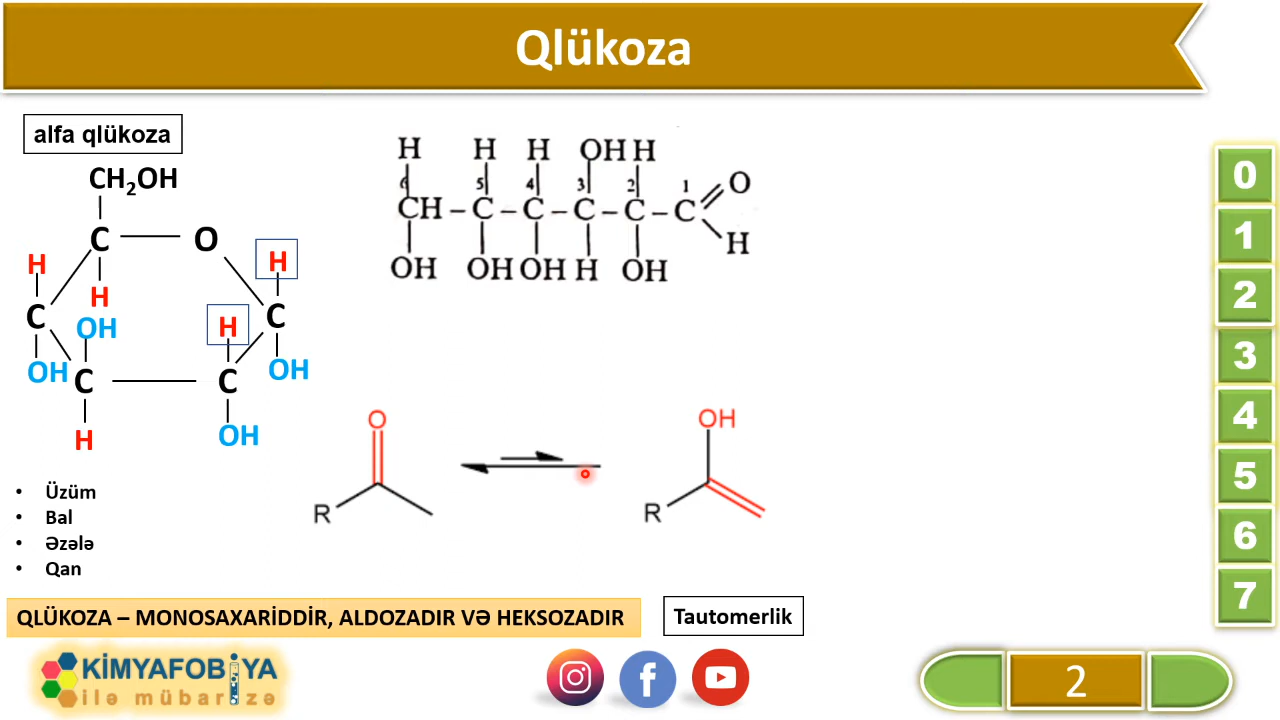 Qlükoza
alfa qlükoza
CH₂OH
C O
H H
H
C OH H C
OH C C OH
H OH
H H H OH H
6 5 4 3 2 1 O
CH – C – C – C – C – C
H
OH OH OH H OH
O
R
OH
R
• Üzüm
• Bal
• Əzələ
• Qan
QLÜKOZA – MONOSAXARİDDİR, ALDOZADIR VƏ HEKSOZADIR
Tautomerlik
KİMYAFOBİYA
ilə mübarizə
2
0
1
2
3
4
5
6
7